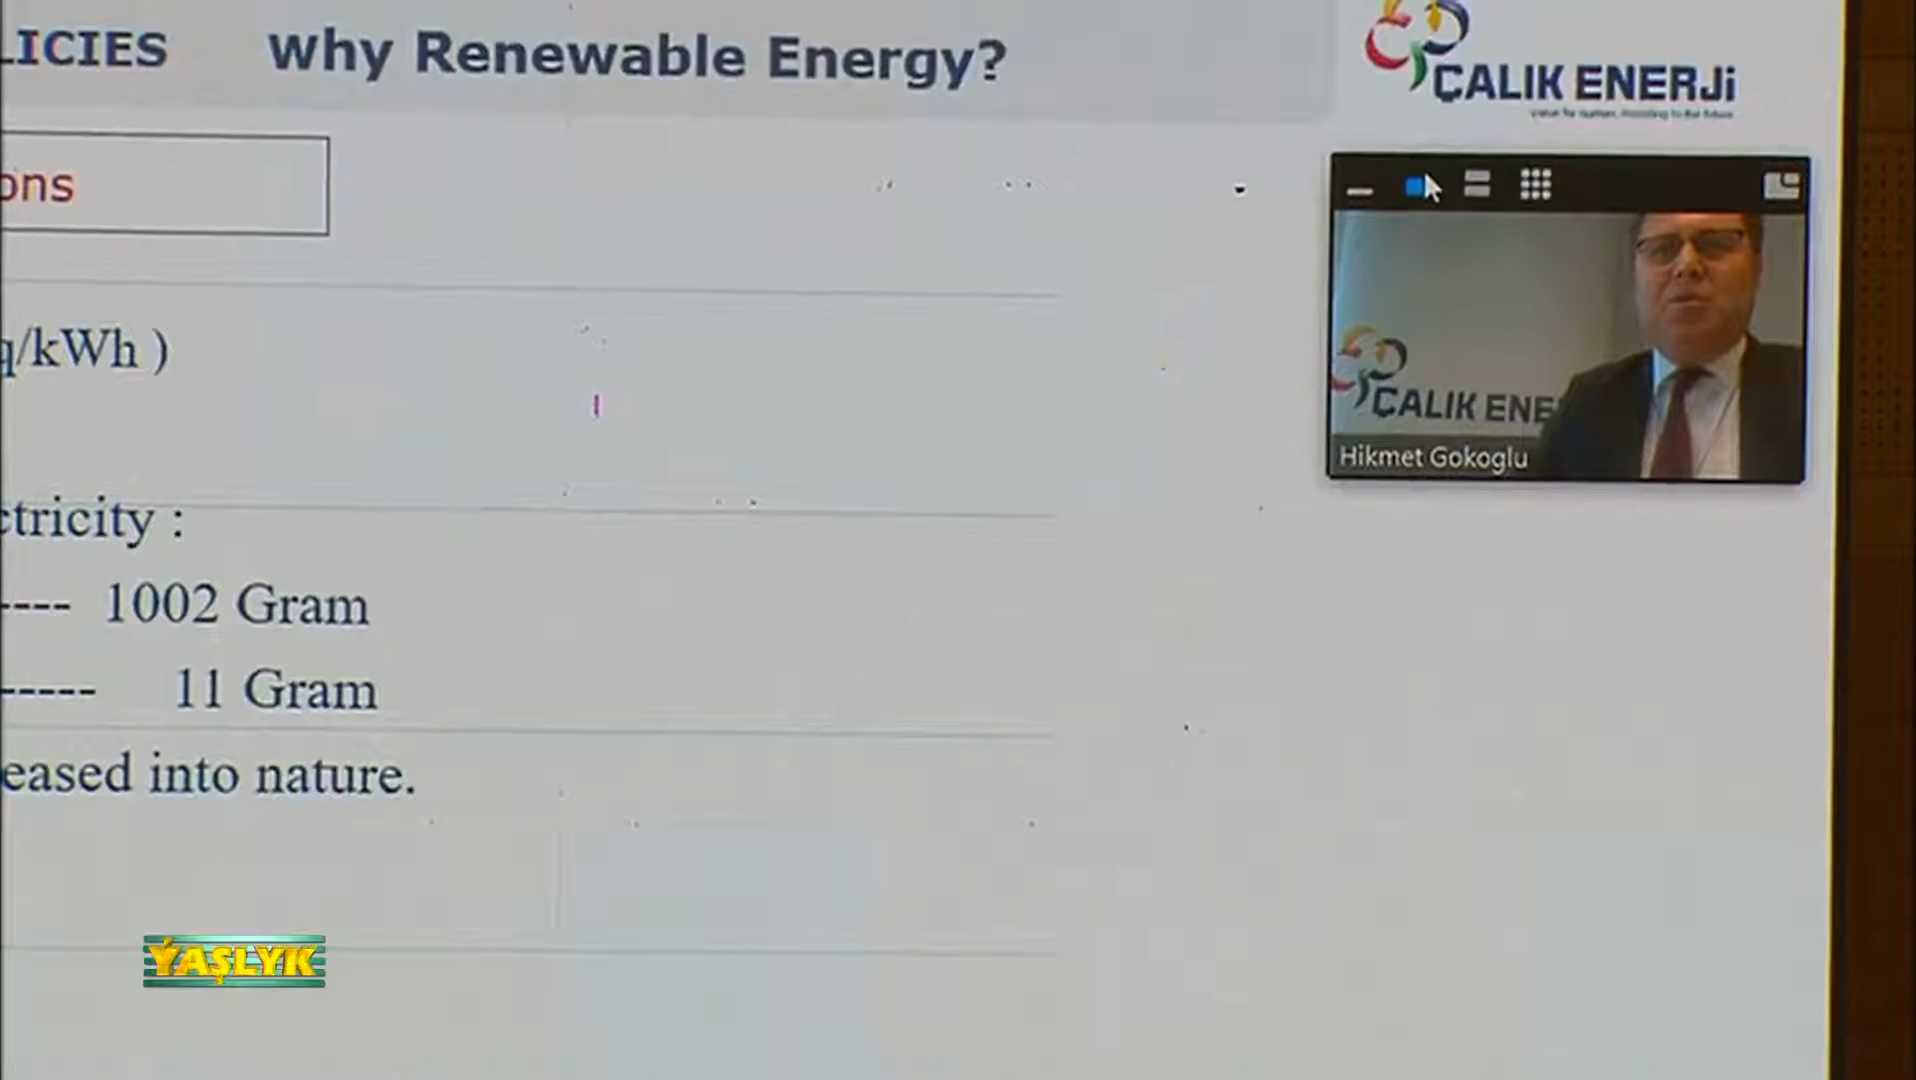 LICIES why Renewable Energy?
ÇALIK ENERJi
ons
q/kWh )
ÇALIK ENE
Hikmet Gokoglu
ctricity :
---- 1002 Gram
----- 11 Gram
eased into nature.
ÝAŞLYK